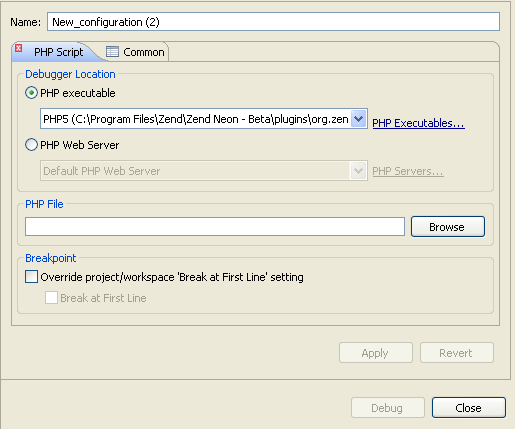 Name: New_configuration (2)
PHP Script Common
Debugger Location
PHP executable
PHP5 (C:\Program Files\Zend\Zend Neon - Beta\plugins\org.zen PHP Executables...
PHP Web Server
Default PHP Web Server PHP Servers...
PHP File
Browse
Breakpoint
Override project/workspace 'Break at First Line' setting
Break at First Line
Apply Revert
Debug Close